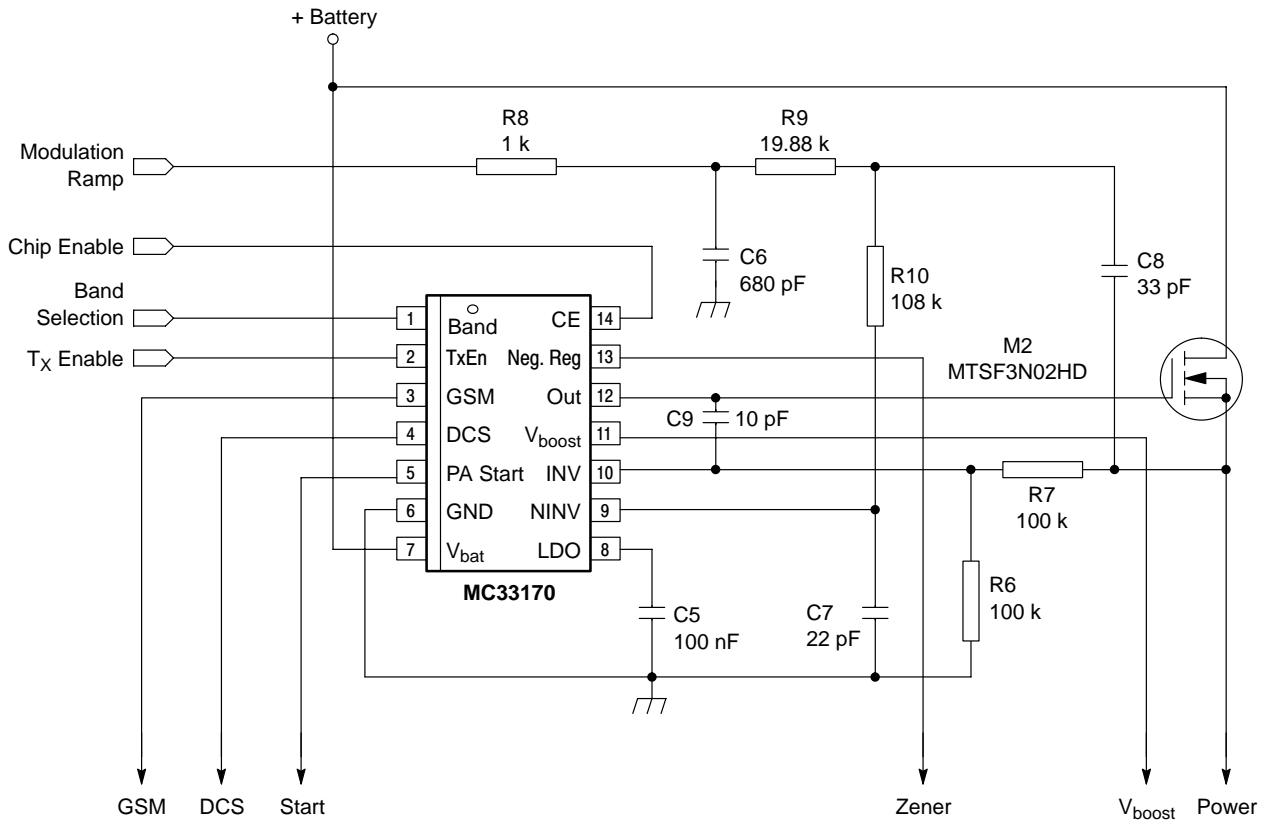 + Battery
R8
1 k
R9
19.88 k
Modulation
Ramp
Chip Enable
C6
680 pF
R10
108 k
C8
33 pF
Band
Selection
TX Enable
M2
MTSF3N02HD
1
Band
CE
14
2
TxEn
Neg. Reg
13
3
GSM
Out
12
C9
10 pF
4
DCS
Vboost
11
5
PA Start
INV
10
R7
100 k
6
GND
NINV
9
7
Vbat
LDO
8
MC33170
C5
100 nF
C7
22 pF
R6
100 k
GSM
DCS
Start
Zener
Vboost
Power